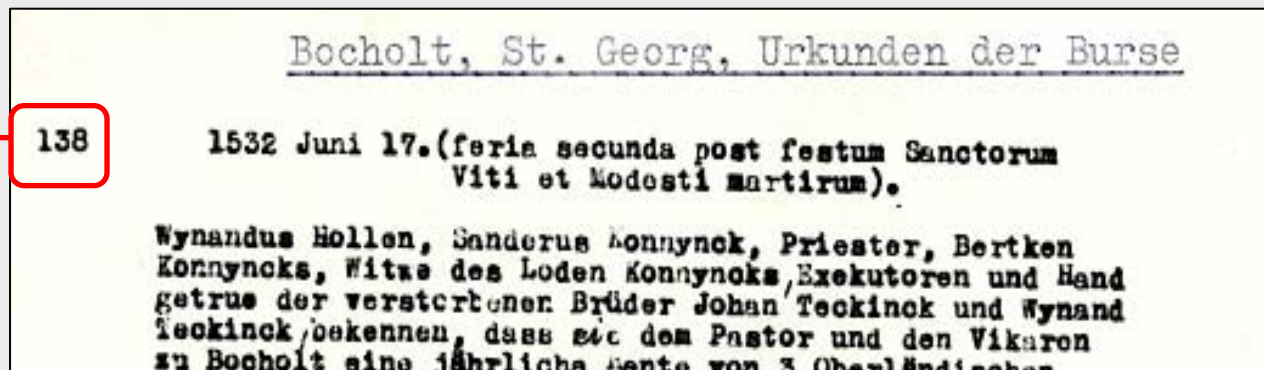 Bocholt, St. Georg, Urkunden der Burse
138 1532 Juni 17.(feria secunda post festum Sanctorum
Viti et Modesti martirum).
Wynandus Hollen, Sanderus Konnynck, Priester, Bertken
Konnyncks, Witwe des Loden Konnyncks, Exekutoren und Hand
getrue der verstorbenen Brüder Johan Teckinck und Wynand
Teckinck, bekennen, dass sie dem Pastor und den Vikaren
zu Bocholt eine jährliche Rente von 3 Oberländischen